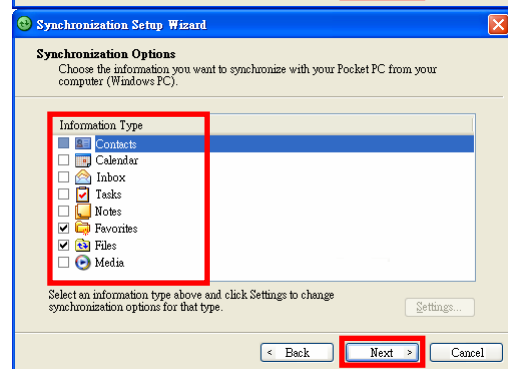 Synchronization Setup Wizard
Synchronization Options
Choose the information you want to synchronize with your Pocket PC from your
computer (Windows PC).
Information Type
Contacts
Calendar
Inbox
Tasks
Notes
Favorites
Files
Media
Select an information type above and click Settings to change
synchronization options for that type.
Settings...
< Back
Next >
Cancel